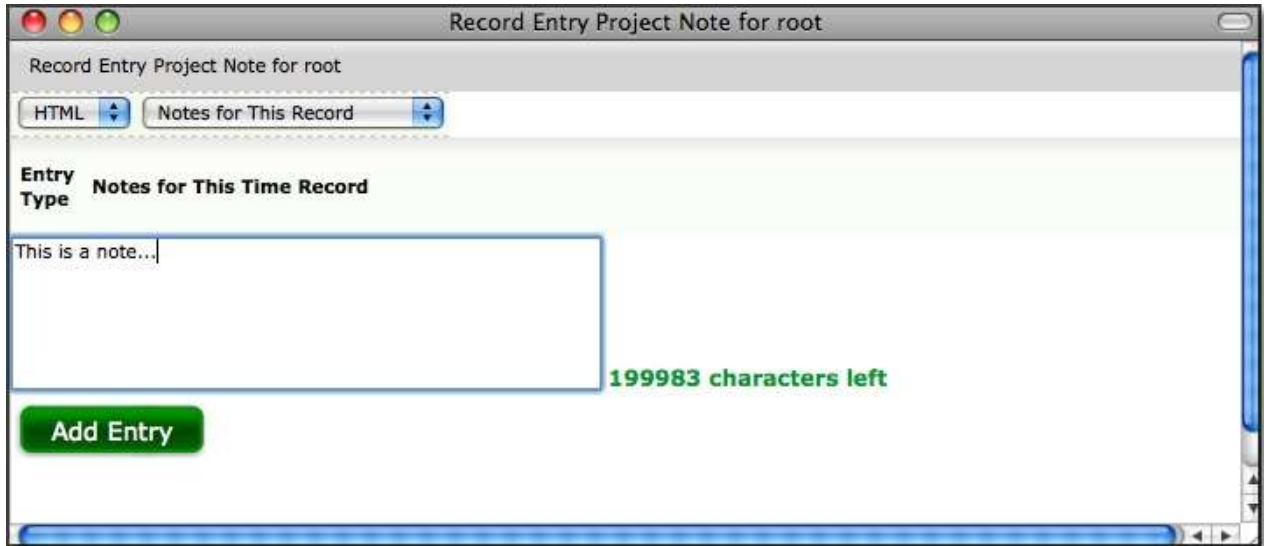 Record Entry Project Note for root
Record Entry Project Note for root
HTML Notes for This Record
Entry
Type Notes for This Time Record
This is a note...
199983 characters left
Add Entry